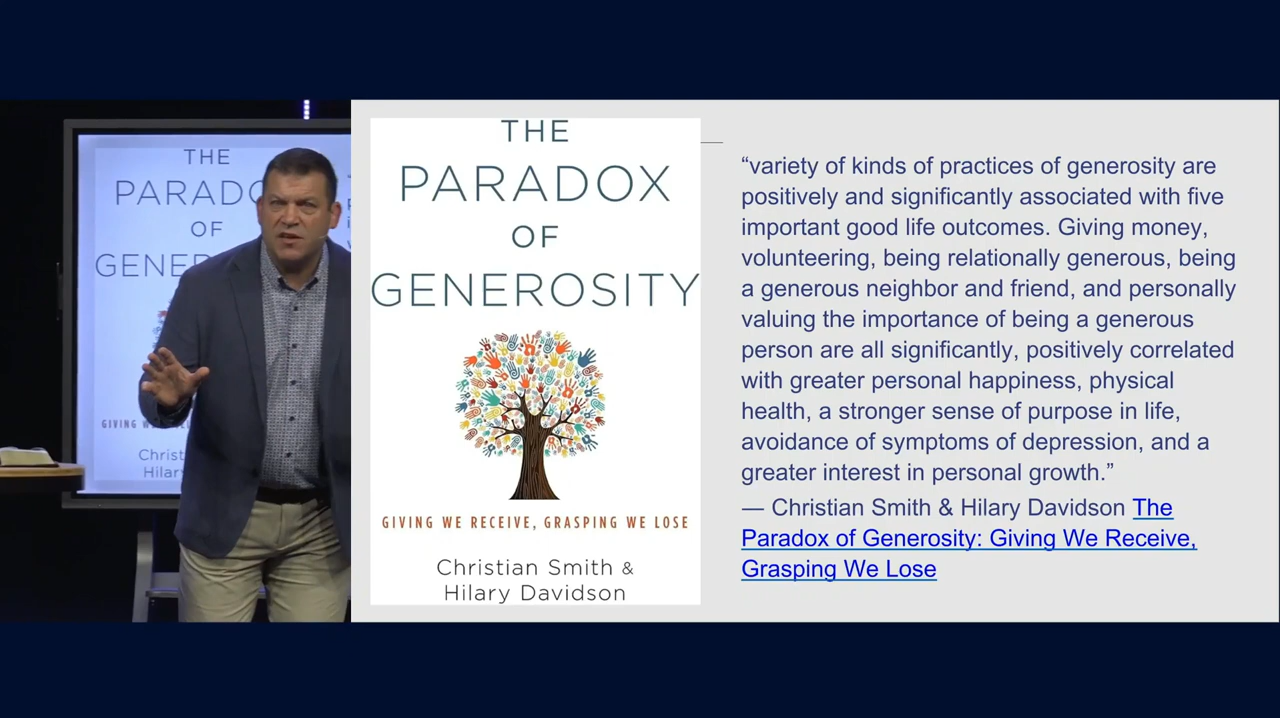 THE
PARADO
OF
GENE
GIVING W
Christ
Hilary
THE
PARADOX
OF
GENEROSITY
GIVING WE RECEIVE, GRASPING WE LOSE
Christian Smith &
Hilary Davidson
“variety of kinds of practices of generosity are
positively and significantly associated with five
important good life outcomes. Giving money,
volunteering, being relationally generous, being
a generous neighbor and friend, and personally
valuing the importance of being a generous
person are all significantly, positively correlated
with greater personal happiness, physical
health, a stronger sense of purpose in life,
avoidance of symptoms of depression, and a
greater interest in personal growth.”
— Christian Smith & Hilary Davidson The
Paradox of Generosity: Giving We Receive,
Grasping We Lose